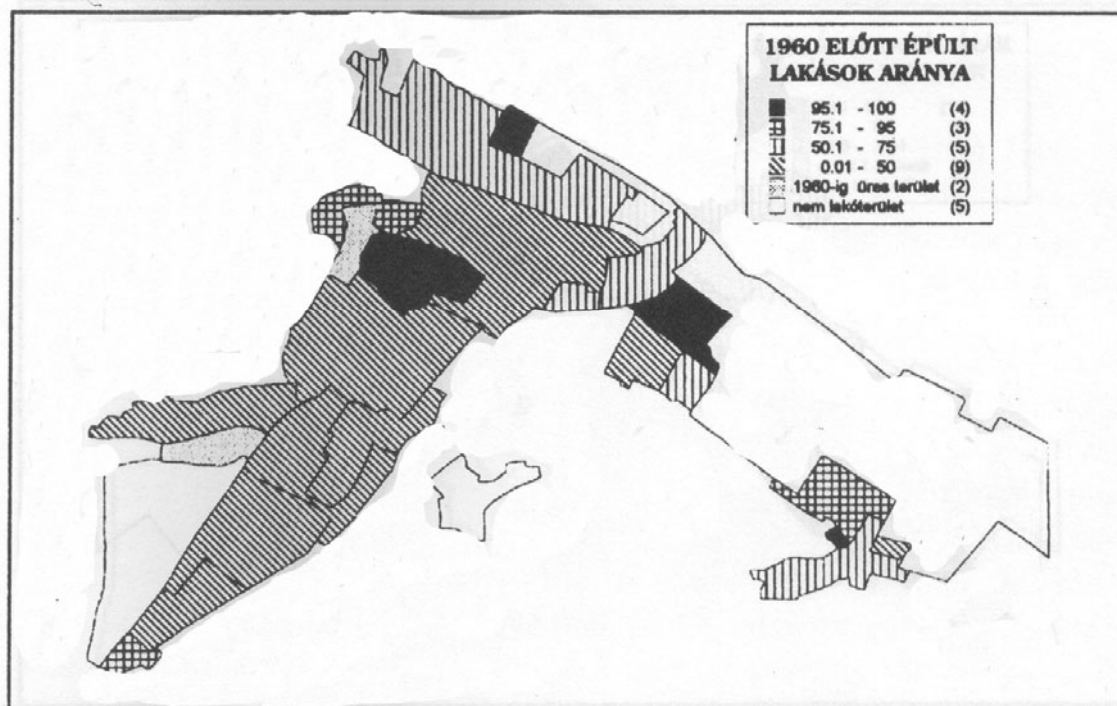 1960 ELŐTT ÉPÜLT
LAKÁSOK ARÁNYA
95.1 - 100 (4)
75.1 - 95 (3)
50.1 - 75 (5)
0.01 - 50 (9)
1960-ig üres terület (2)
nem lakóterület (5)